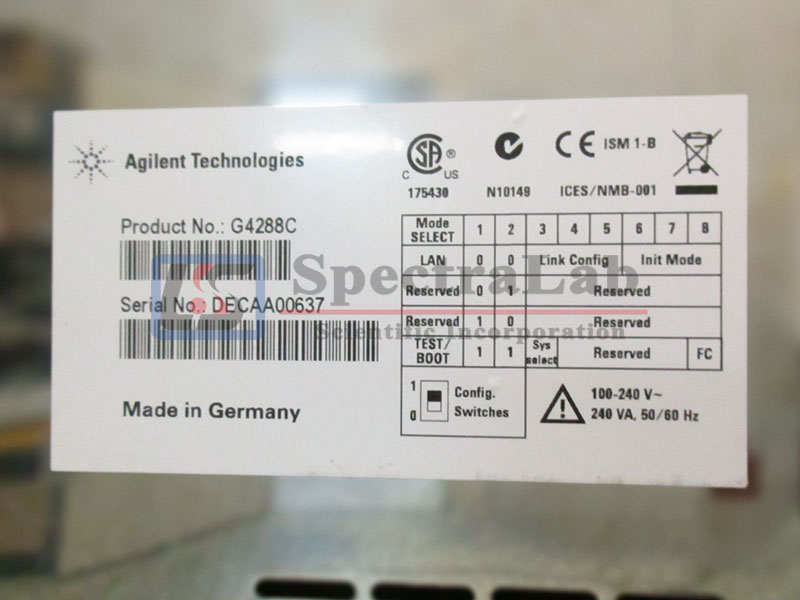 Agilent Technologies
Product No.: G4288C
Serial No.: DECAA00637
Made in Germany
SA ®
C US
175430
N10149
CE ISM 1-B
ICES/NMB-001
Mode SELECT 1 2 3 4 5 6 7 8
LAN 0 0 Link Config Init Mode
Reserved 0 1 Reserved
Reserved 1 0 Reserved
TEST/BOOT 1 1 Sys select Reserved FC
1
0
Config.
Switches
100-240 V~
240 VA, 50/60 Hz
SpectraLab
Scientific Incorporation